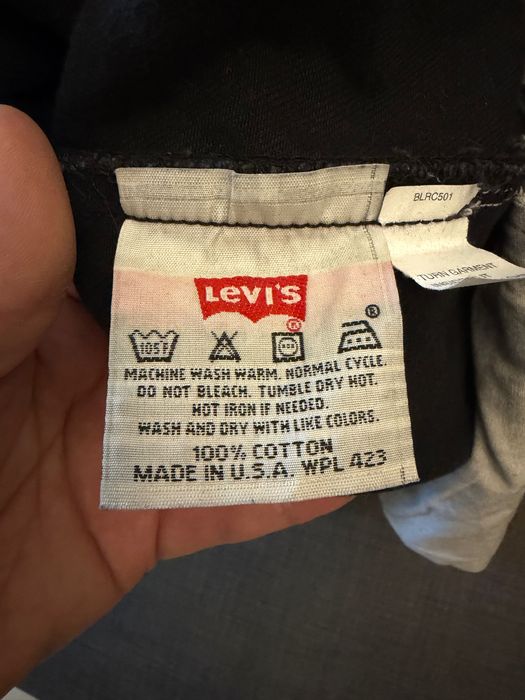 BLRC501
TURN GARMENT
LEVI'S
®
®
105F
MACHINE WASH WARM. NORMAL CYCLE.
DO NOT BLEACH. TUMBLE DRY HOT.
HOT IRON IF NEEDED.
WASH AND DRY WITH LIKE COLORS.
100% COTTON
MADE IN U.S.A. WPL 423